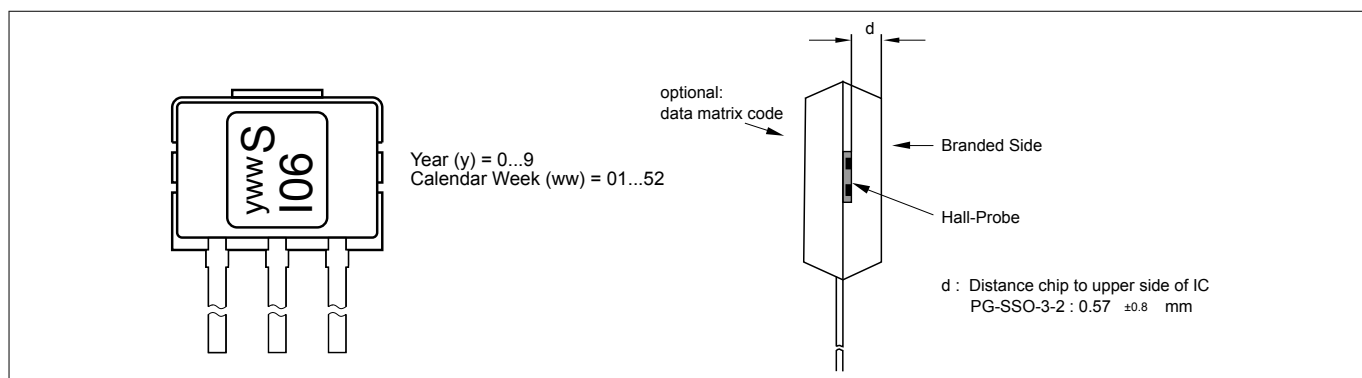 ywwS
I06
Year (y) = 0...9
Calendar Week (ww) = 01...52
d
optional:
data matrix code
Branded Side
Hall-Probe
d : Distance chip to upper side of IC
PG-SSO-3-2 : 0.57 ±0.8 mm